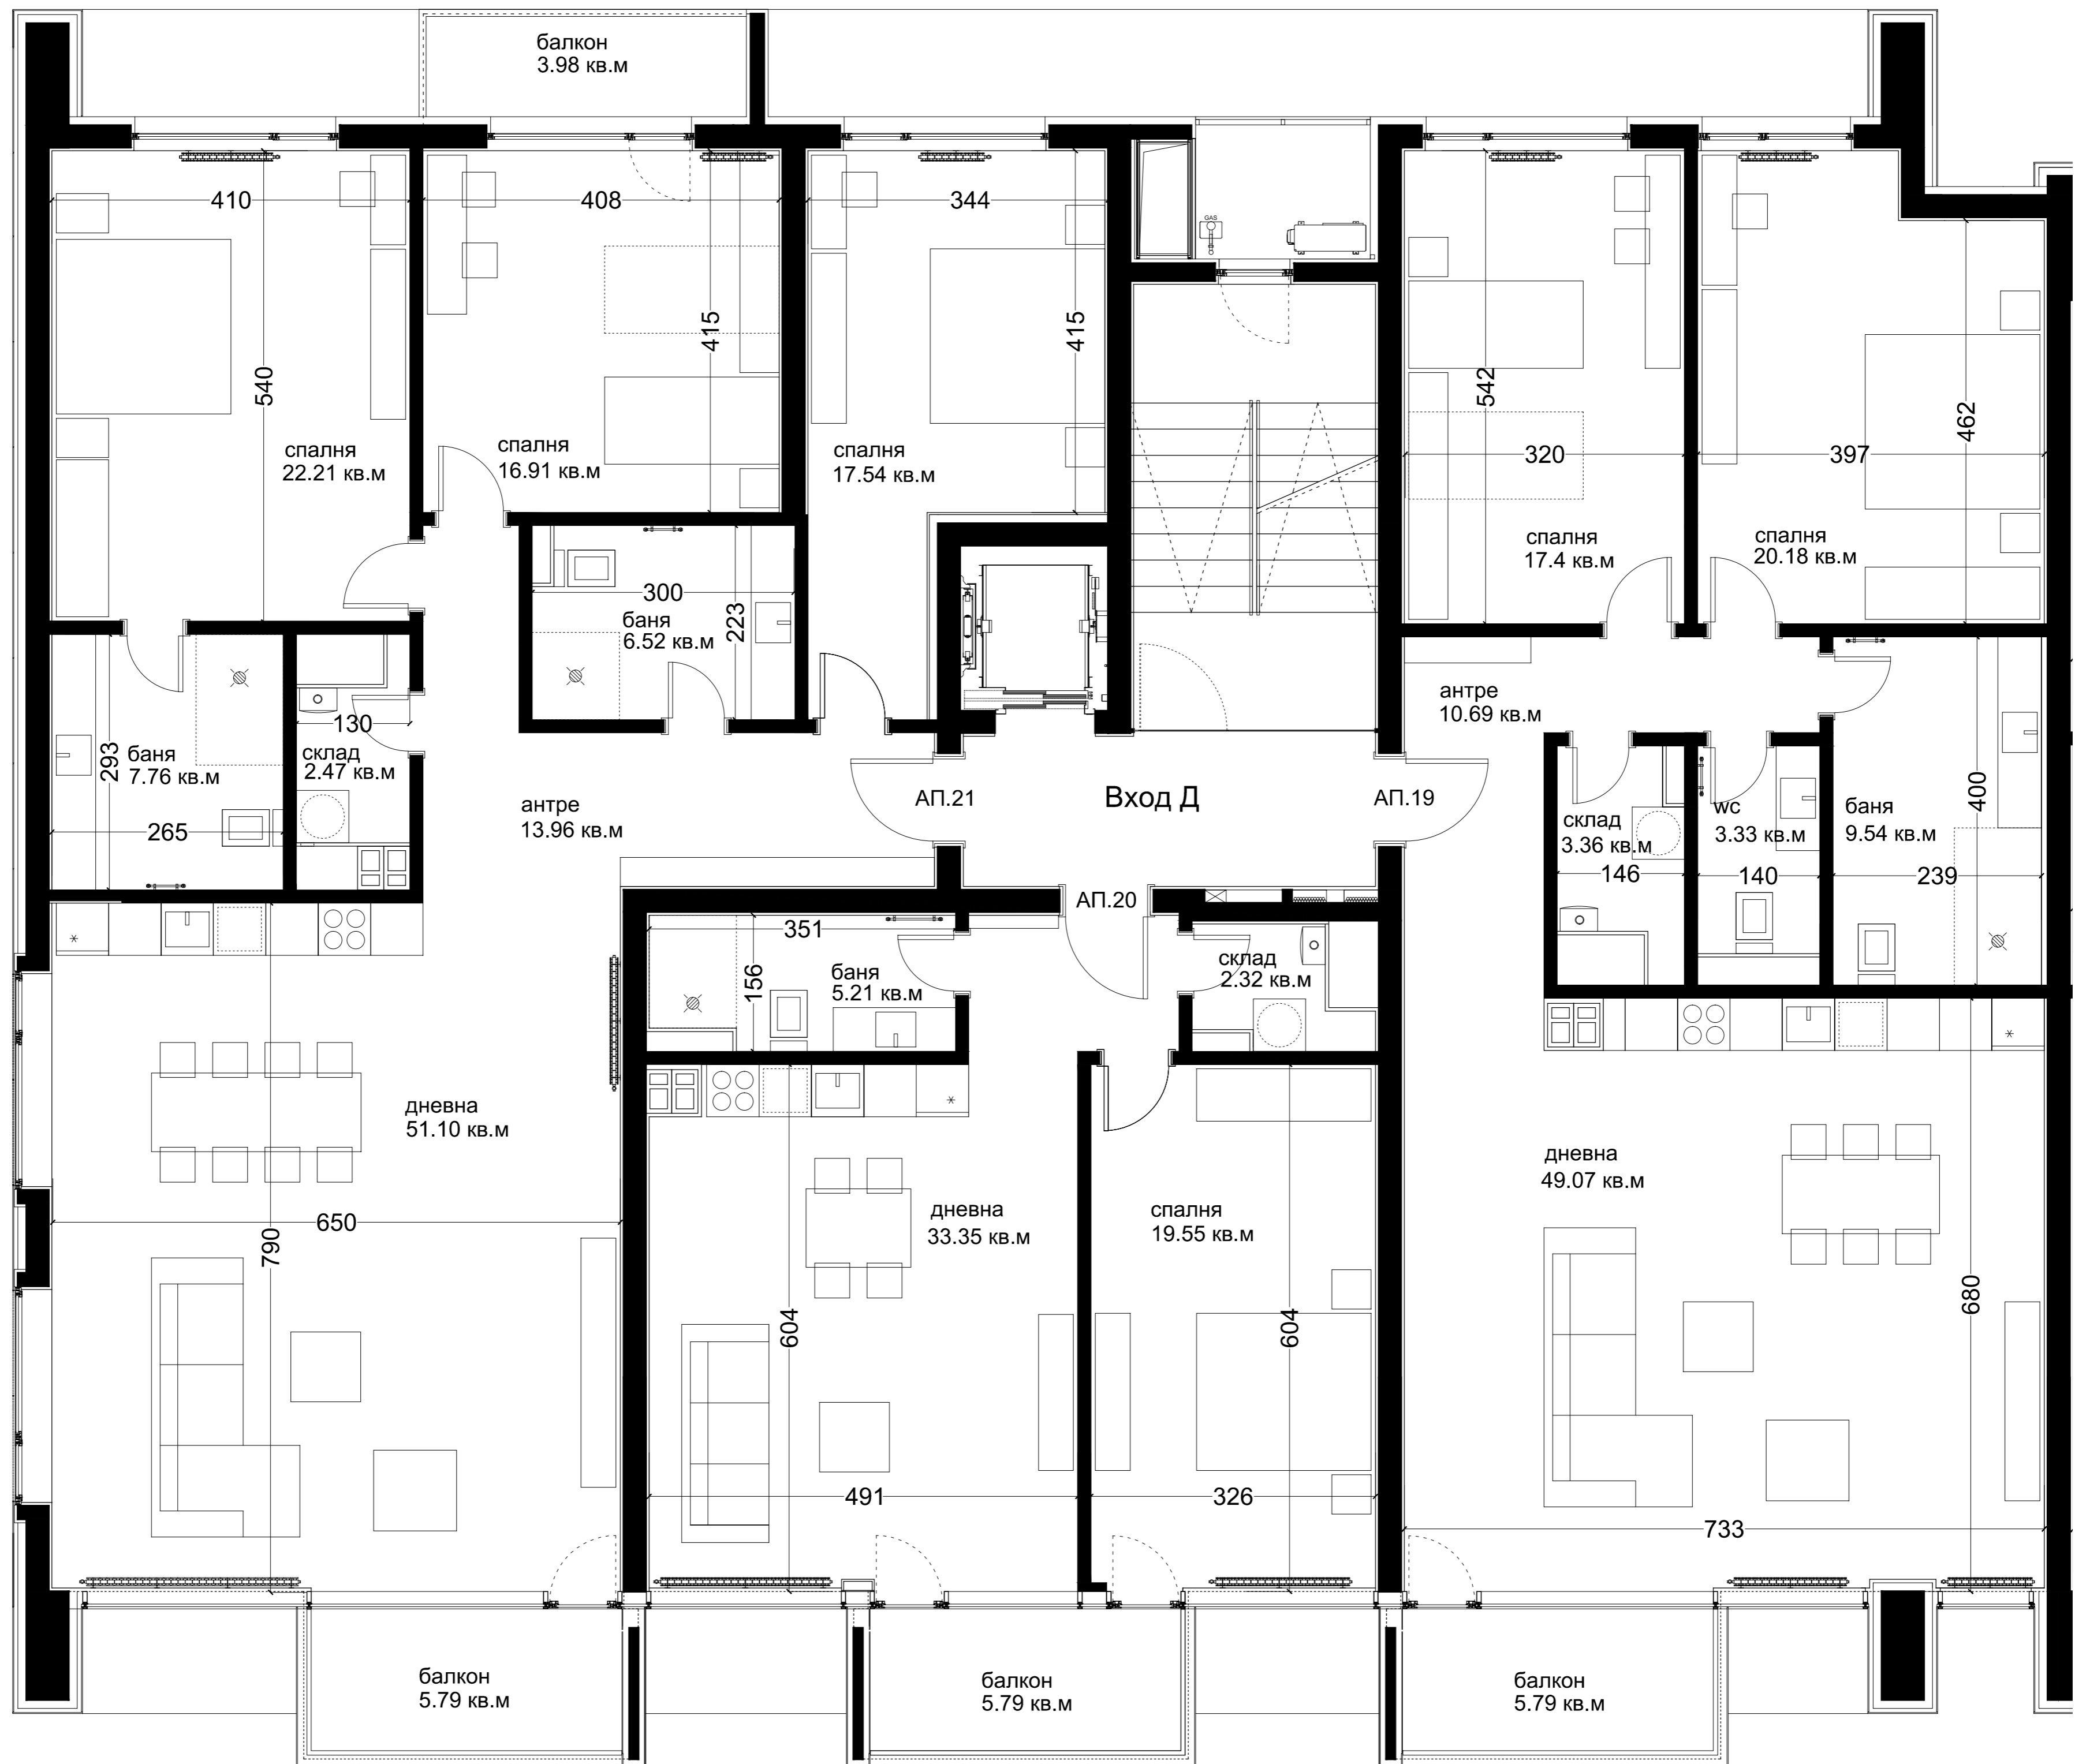 балкон
3.98 кв.м
410
408
344
GAS
415
415
540
542
462
320
397
спалня
22.21 кв.м
спалня
16.91 кв.м
спалня
17.54 кв.м
спалня
17.4 кв.м
спалня
20.18 кв.м
300
223
баня
6.52 кв.м
антре
10.69 кв.м
130
293
баня
7.76 кв.м
склад
2.47 кв.м
265
антре
13.96 кв.м
АП.21
Вход Д
АП.19
400
склад
3.36 кв.м
146
wc
3.33 кв.м
140
баня
9.54 кв.м
239
АП.20
351
156
баня
5.21 кв.м
склад
2.32 кв.м
дневна
51.10 кв.м
650
790
дневна
33.35 кв.м
604
491
спалня
19.55 кв.м
604
326
дневна
49.07 кв.м
680
733
балкон
5.79 кв.м
балкон
5.79 кв.м
балкон
5.79 кв.м